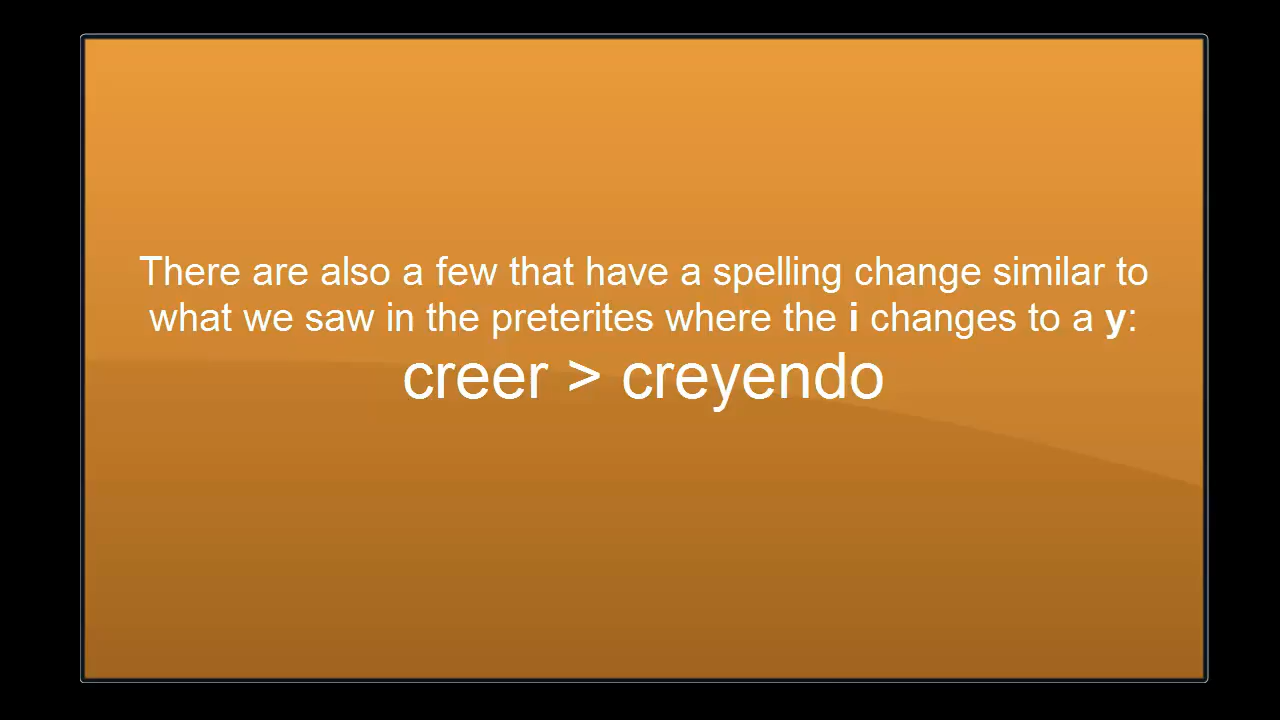 There are also a few that have a spelling change similar to
what we saw in the preterites where the i changes to a y:
creer > creyendo